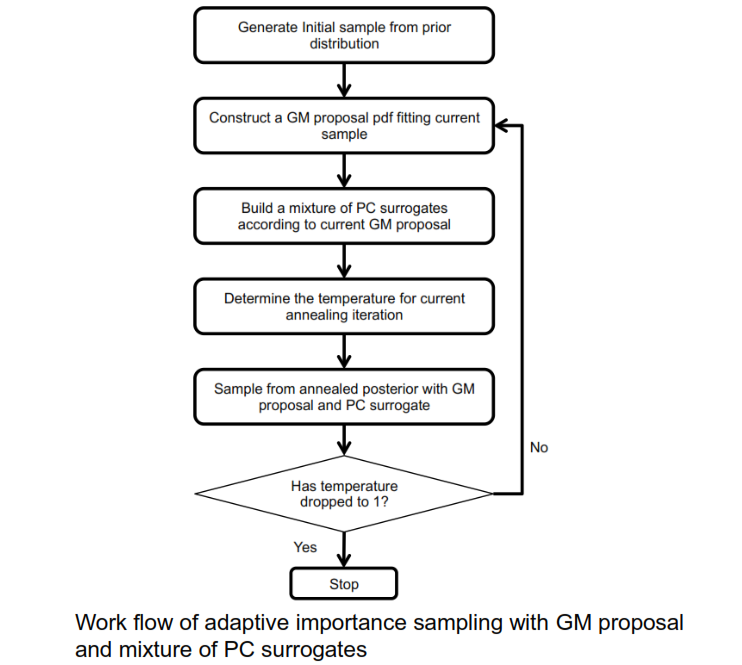 Generate Initial sample from prior
distribution
Construct a GM proposal pdf fitting current
sample
Build a mixture of PC surrogates
according to current GM proposal
Determine the temperature for current
annealing iteration
Sample from annealed posterior with GM
proposal and PC surrogate
No
Has temperature
dropped to 1?
Yes
Stop
Work flow of adaptive importance sampling with GM proposal
and mixture of PC surrogates